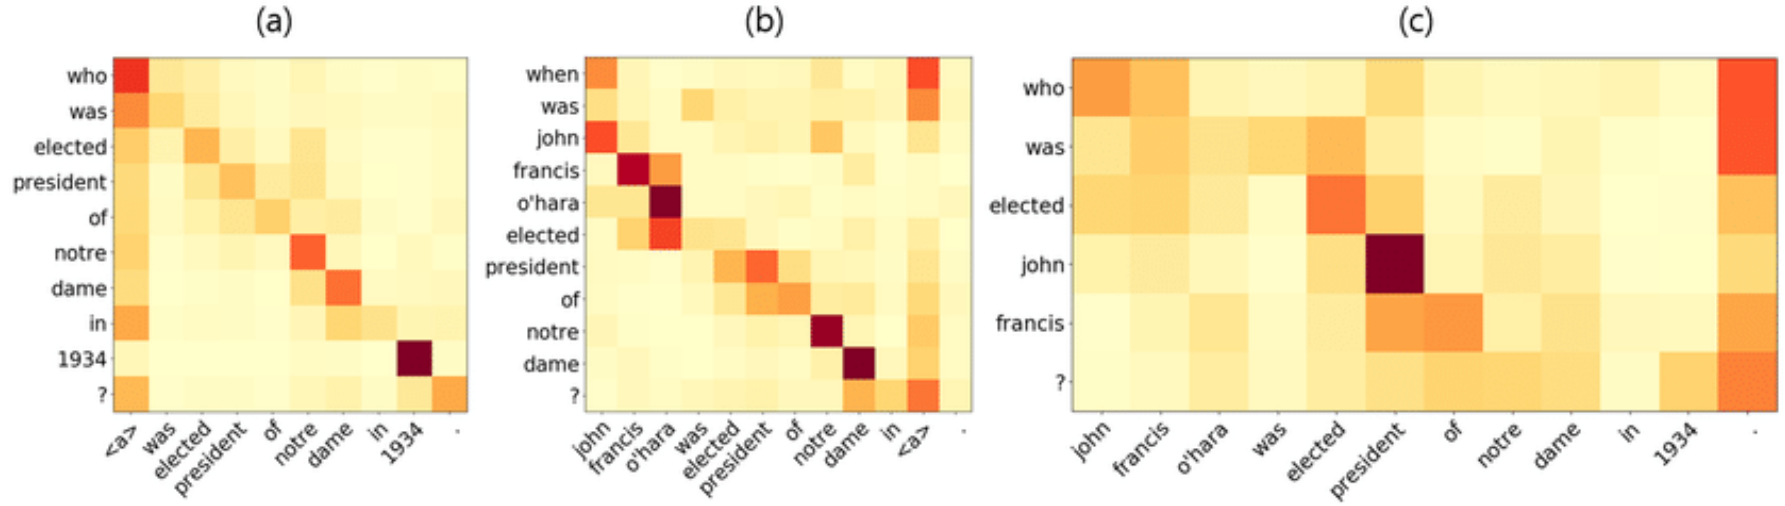 (a)
who
was
elected
president
of
notre
dame
in
1934
?
<a>
was
elected
president
of
notre
dame
in
1934
.
(b)
when
was
john
francis
o'hara
elected
president
of
notre
dame
?
john
francis
o'hara
was
elected
president
of
notre
dame
in
<a>
.
(c)
who
was
elected
john
francis
?
john
francis
o'hara
was
elected
president
of
notre
dame
in
1934
.